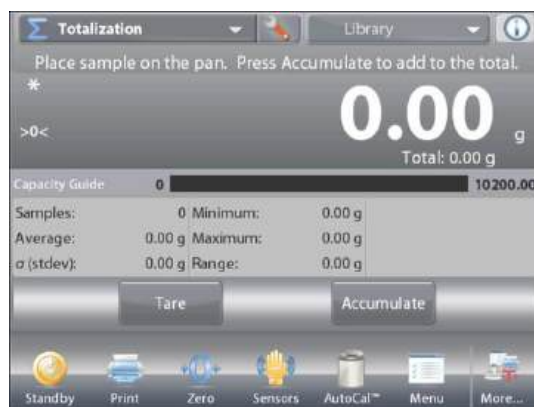 Σ Totalization Library
Place sample on the pan. Press Accumulate to add to the total.
*
>0< 0.00 g
Total: 0.00 g
Capacity Guide 0 10200.00
Samples: 0 Minimum: 0.00 g
Average: 0.00 g Maximum: 0.00 g
σ (stdev): 0.00 g Range: 0.00 g
Tare Accumulate
Standby Print Zero Sensors AutoCal™ Menu More...